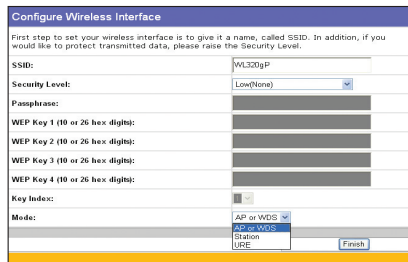 Configure Wireless Interface
First step to set your wireless interface is to give it a name, called SSID. In addition, if you
would like to protect transmitted data, please raise the Security Level.
SSID: WL320gP
Security Level: Low(None)
Passphrase:
WEP Key 1 (10 or 26 hex digits):
WEP Key 2 (10 or 26 hex digits):
WEP Key 3 (10 or 26 hex digits):
WEP Key 4 (10 or 26 hex digits):
Key Index:
Mode: AP or WDS
AP or WDS
Station
URE
Finish